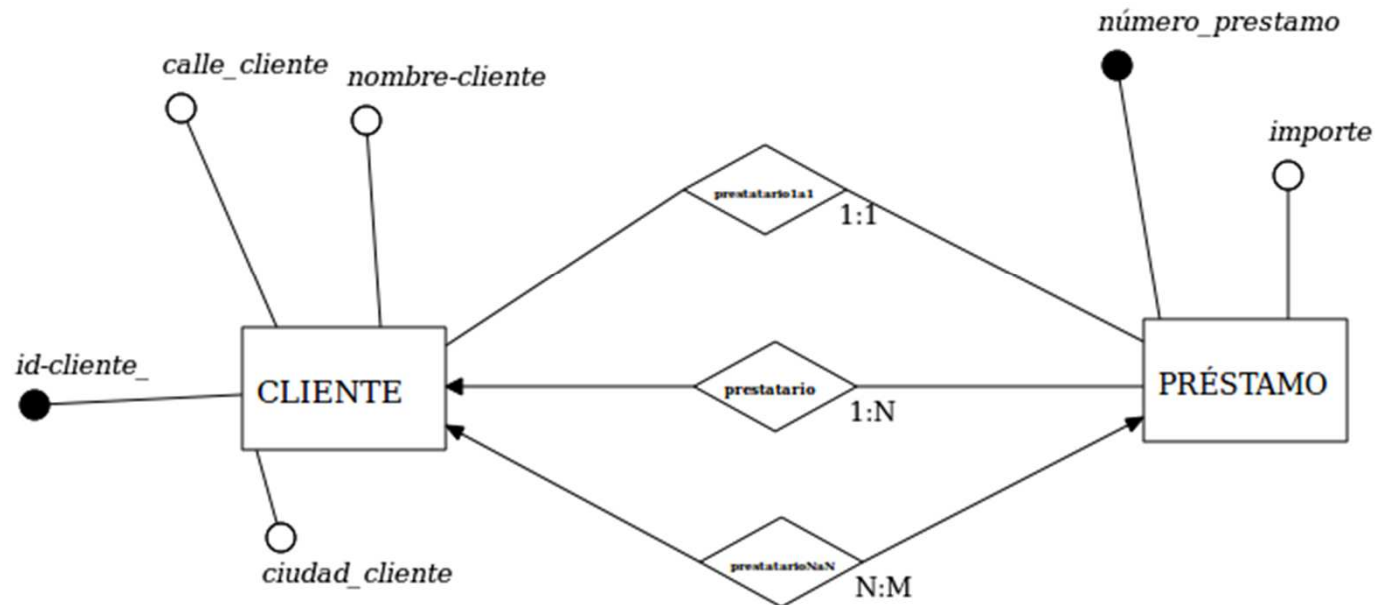 número_prestamo
calle_cliente
nombre-cliente
importe
prestatario1a1
1:1
id-cliente_
CLIENTE
prestatario
1:N
PRÉSTAMO
prestatarioNaN
N:M
ciudad_cliente